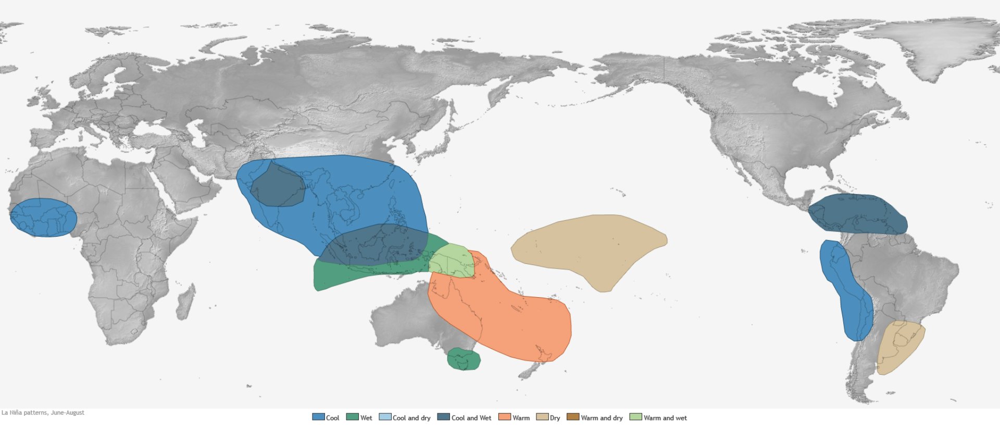 La Niña patterns, June-August
Cool Wet Cool and dry Cool and Wet Warm Dry Warm and dry Warm and wet